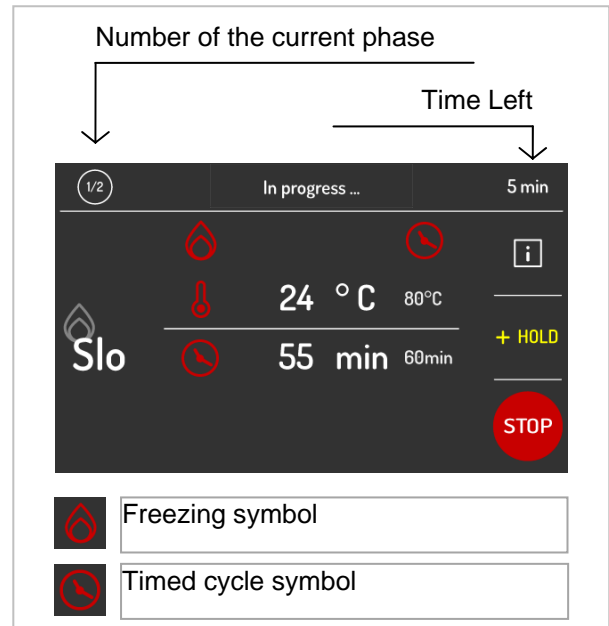 Number of the current phase
Time Left
1/2 In progress ... 5 min
i
24 °C 80°C
Slo 55 min 60min
+ HOLD
STOP
Freezing symbol
Timed cycle symbol